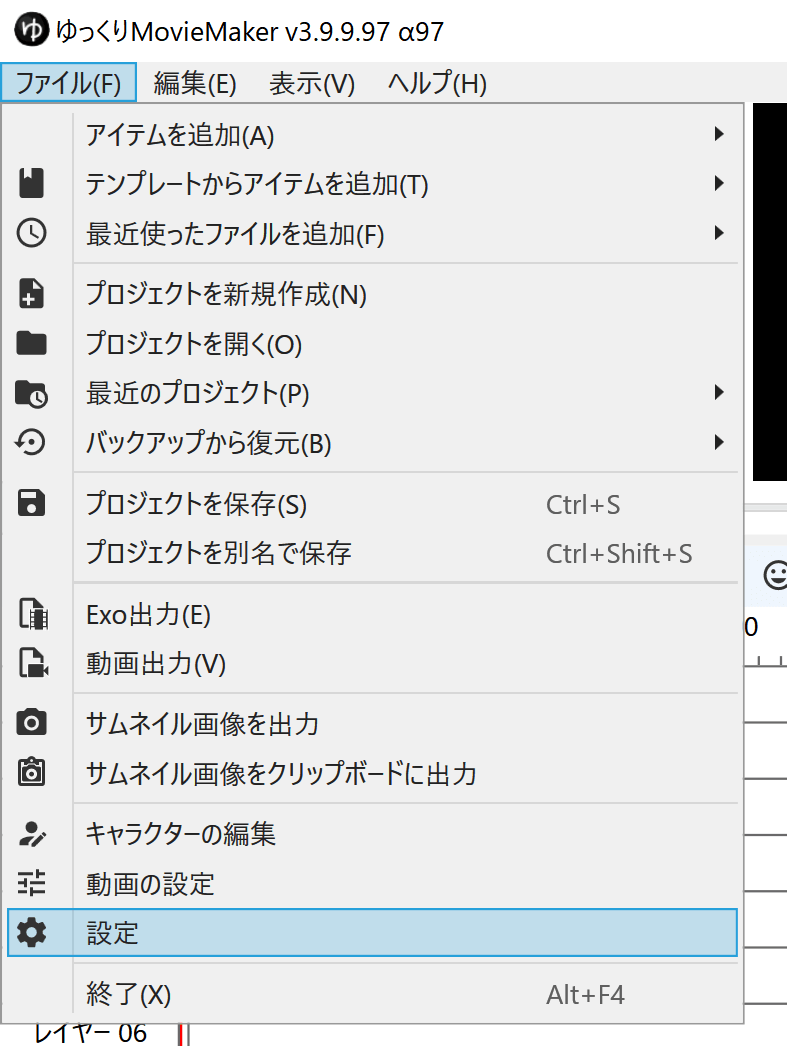 ゆっくりMovieMaker v3.9.9.97 α97
ファイル(F) 編集(E) 表示(V) ヘルプ(H)
アイテムを追加(A)
テンプレートからアイテムを追加(T)
最近使ったファイルを追加(F)
プロジェクトを新規作成(N)
プロジェクトを開く(O)
最近のプロジェクト(P)
バックアップから復元(B)
プロジェクトを保存(S) Ctrl+S
プロジェクトを別名で保存 Ctrl+Shift+S
Exo出力(E)
0
動画出力(V)
サムネイル画像を出力
サムネイル画像をクリップボードに出力
キャラクターの編集
動画の設定
設定
終了(X) Alt+F4
レイヤー 06